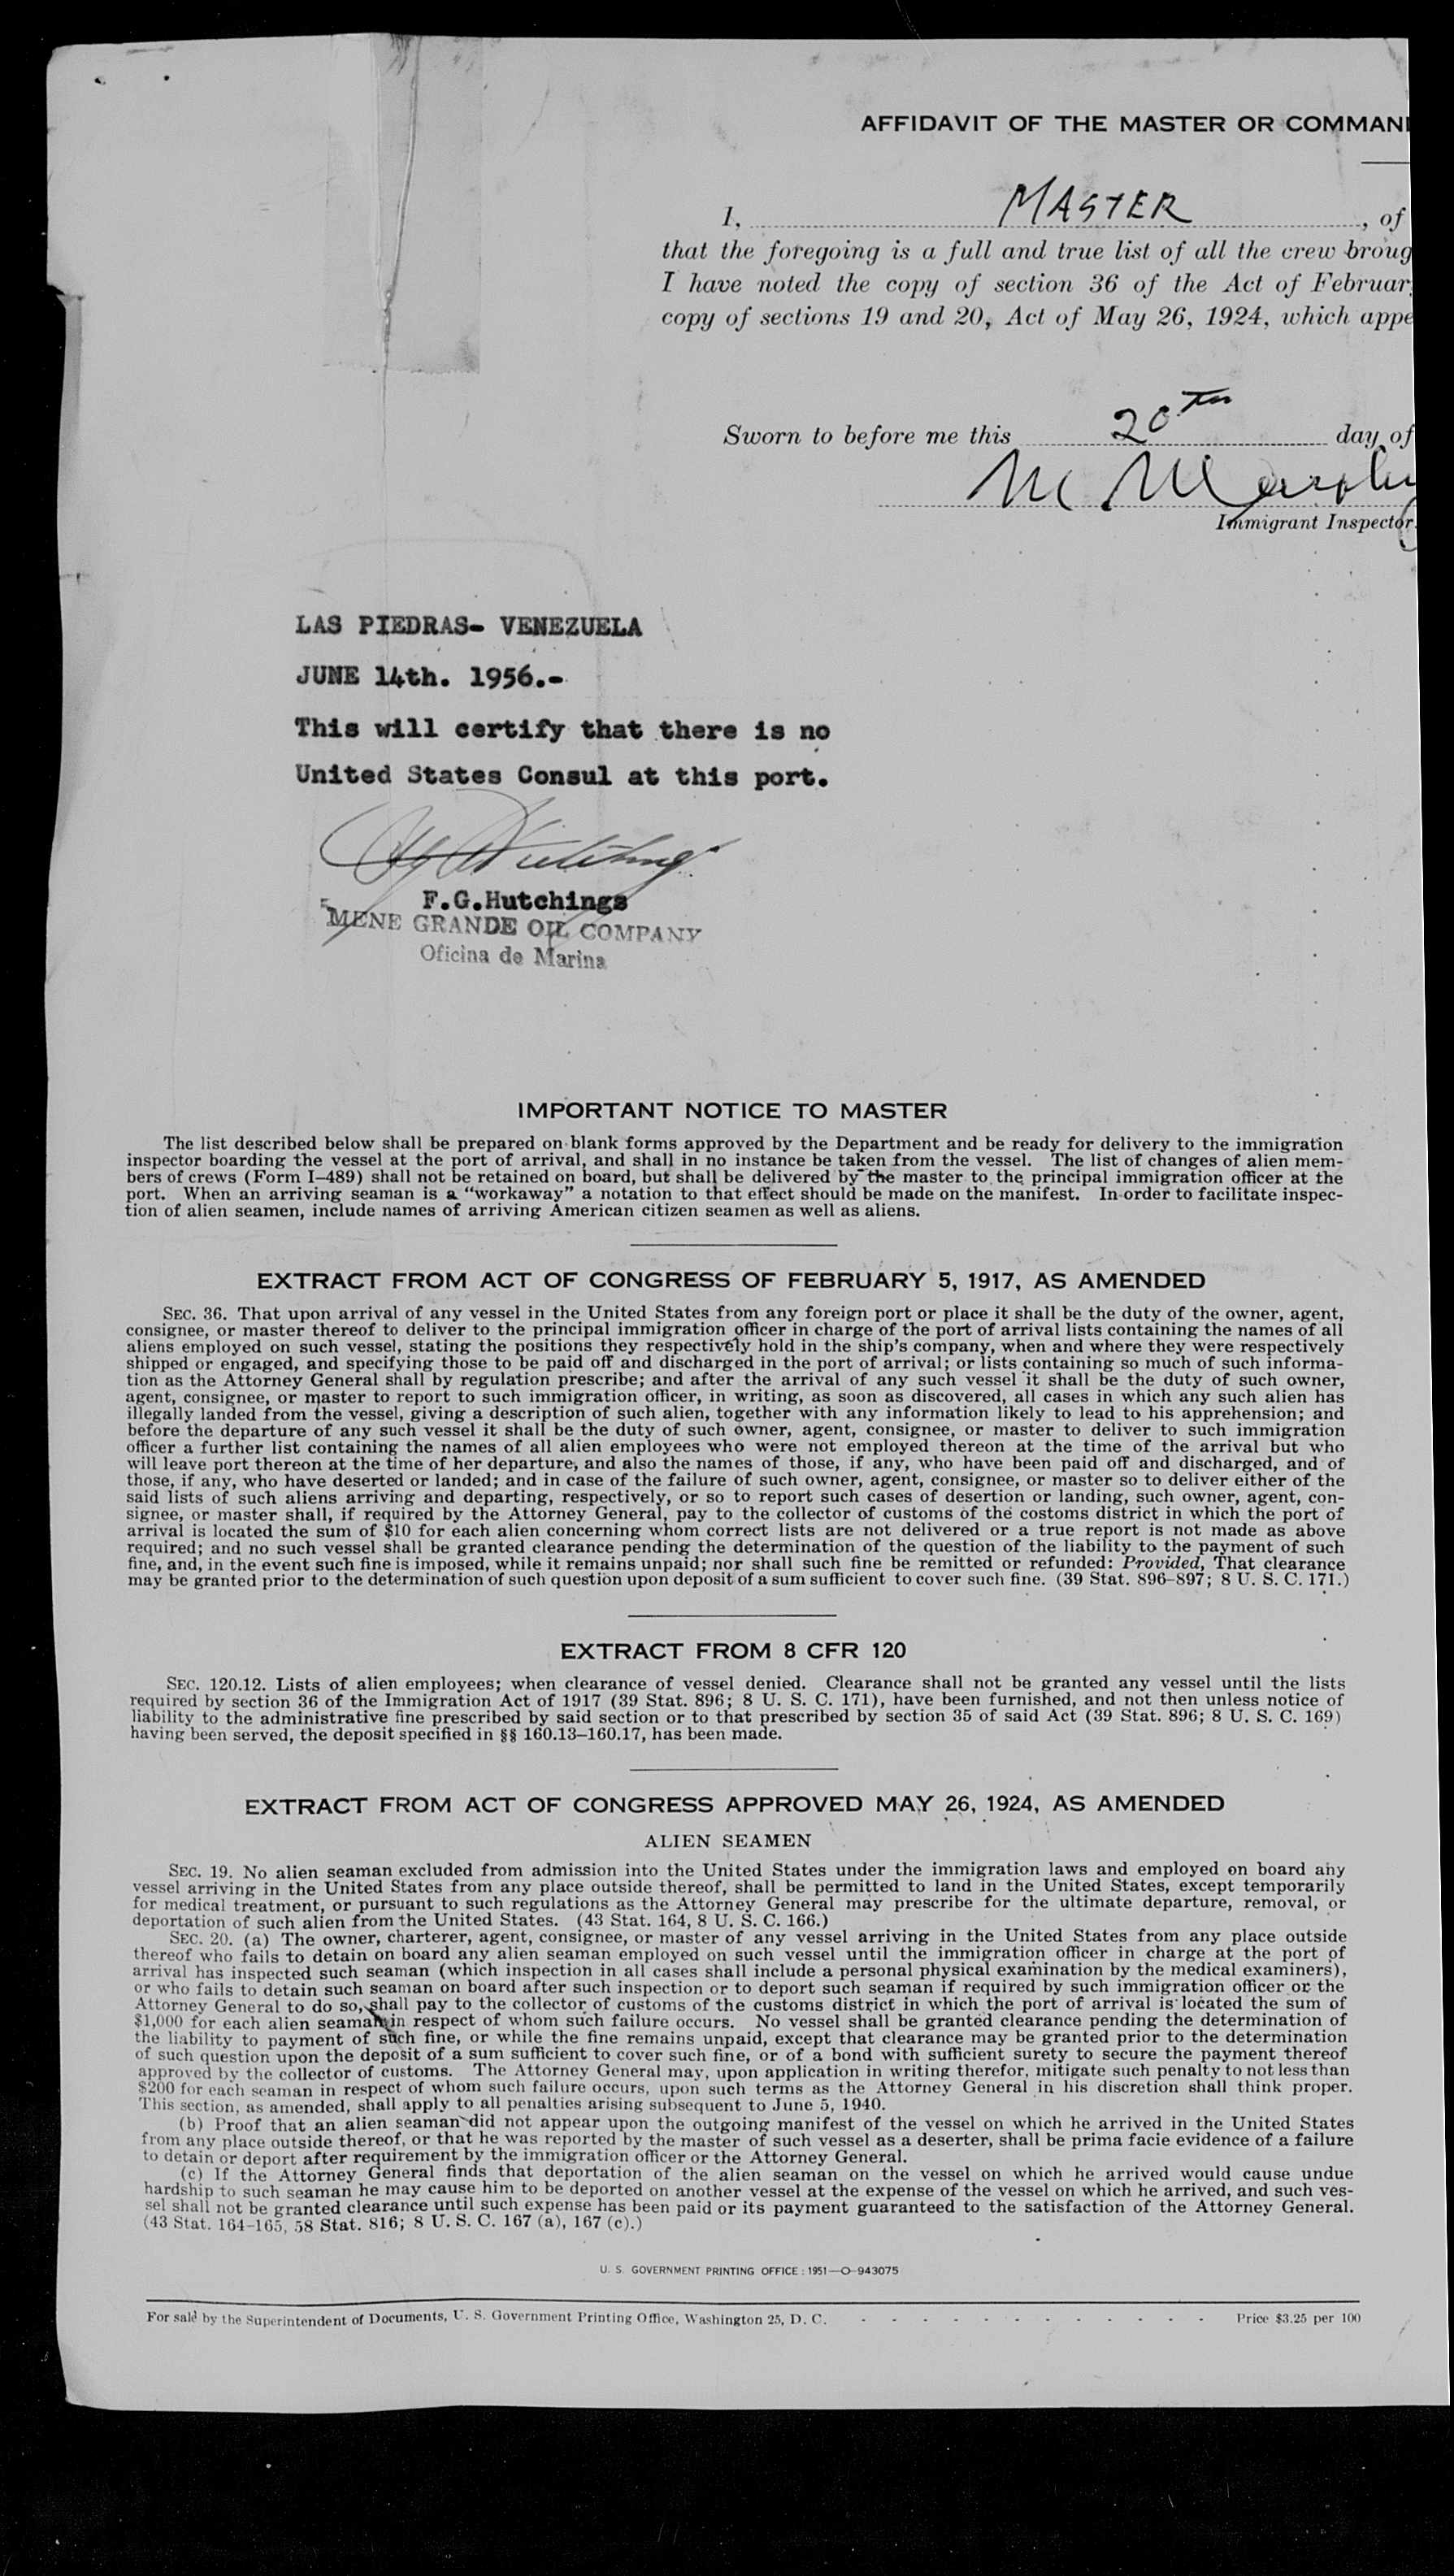 AFFIDAVIT OF THE MASTER OR COMMAN
I, MASTER, of
that the foregoing is a full and true list of all the crew broug
I have noted the copy of section 36 of the Act of Februar
copy of sections 19 and 20, Act of May 26, 1924, which appe
Sworn to before me this 20th day of
Immigrant Inspector.
LAS PIEDRAS- VENEZUELA
JUNE 14th. 1956.-
This will certify that there is no
United States Consul at this port.
F.G.Hutchings
MENE GRANDE OIL COMPANY
Oficina de Marina
IMPORTANT NOTICE TO MASTER
The list described below shall be prepared on blank forms approved by the Department and be ready for delivery to the immigration
inspector boarding the vessel at the port of arrival, and shall in no instance be taken from the vessel. The list of changes of alien mem-
bers of crews (Form I-489) shall not be retained on board, but shall be delivered by the master to the principal immigration officer at the
port. When an arriving seaman is a "workaway" a notation to that effect should be made on the manifest. In order to facilitate inspec-
tion of alien seamen, include names of arriving American citizen seamen as well as aliens.
EXTRACT FROM ACT OF CONGRESS OF FEBRUARY 5, 1917, AS AMENDED
SEC. 36. That upon arrival of any vessel in the United States from any foreign port or place it shall be the duty of the owner, agent,
consignee, or master thereof to deliver to the principal immigration officer in charge of the port of arrival lists containing the names of all
aliens employed on such vessel, stating the positions they respectively hold in the ship's company, when and where they were respectively
shipped or engaged, and specifying those to be paid off and discharged in the port of arrival; or lists containing so much of such informa-
tion as the Attorney General shall by regulation prescribe; and after the arrival of any such vessel it shall be the duty of such owner,
agent, consignee, or master to report to such immigration officer, in writing, as soon as discovered, all cases in which any such alien has
illegally landed from the vessel, giving a description of such alien, together with any information likely to lead to his apprehension; and
before the departure of any such vessel it shall be the duty of such owner, agent, consignee, or master to deliver to such immigration
officer a further list containing the names of all alien employees who were not employed thereon at the time of the arrival but who
will leave port thereon at the time of her departure, and also the names of those, if any, who have been paid off and discharged, and of
those, if any, who have deserted or landed; and in case of the failure of such owner, agent, consignee, or master so to deliver either of the
said lists of such aliens arriving and departing, respectively, or so to report such cases of desertion or landing, such owner, agent, con-
signee, or master shall, if required by the Attorney General, pay to the collector of customs of the costoms district in which the port of
arrival is located the sum of $10 for each alien concerning whom correct lists are not delivered or a true report is not made as above
required; and no such vessel shall be granted clearance pending the determination of the question of the liability to the payment of such
fine, and, in the event such fine is imposed, while it remains unpaid; nor shall such fine be remitted or refunded: Provided, That clearance
may be granted prior to the determination of such question upon deposit of a sum sufficient to cover such fine. (39 Stat. 896-897; 8 U. S. C. 171.)
EXTRACT FROM 8 CFR 120
SEC. 120.12. Lists of alien employees; when clearance of vessel denied. Clearance shall not be granted any vessel until the lists
required by section 36 of the Immigration Act of 1917 (39 Stat. 896; 8 U. S. C. 171), have been furnished, and not then unless notice of
liability to the administrative fine prescribed by said section or to that prescribed by section 35 of said Act (39 Stat. 896; 8 U. S. C. 169)
having been served, the deposit specified in §§ 160.13-160.17, has been made.
EXTRACT FROM ACT OF CONGRESS APPROVED MAY 26, 1924, AS AMENDED
ALIEN SEAMEN
SEC. 19. No alien seaman excluded from admission into the United States under the immigration laws and employed on board any
vessel arriving in the United States from any place outside thereof, shall be permitted to land in the United States, except temporarily
for medical treatment, or pursuant to such regulations as the Attorney General may prescribe for the ultimate departure, removal, or
deportation of such alien from the United States. (43 Stat. 164, 8 U. S. C. 166.)
SEC. 20. (a) The owner, charterer, agent, consignee, or master of any vessel arriving in the United States from any place outside
thereof who fails to detain on board any alien seaman employed on such vessel until the immigration officer in charge at the port of
arrival has inspected such seaman (which inspection in all cases shall include a personal physical examination by the medical examiners),
or who fails to detain such seaman on board after such inspection or to deport such seaman if required by such immigration officer or the
Attorney General to do so, shall pay to the collector of customs of the customs district in which the port of arrival is located the sum of
$1,000 for each alien seaman in respect of whom such failure occurs. No vessel shall be granted clearance pending the determination of
the liability to payment of such fine, or while the fine remains unpaid, except that clearance may be granted prior to the determination
of such question upon the deposit of a sum sufficient to cover such fine, or of a bond with sufficient surety to secure the payment thereof
approved by the collector of customs. The Attorney General may, upon application in writing therefor, mitigate such penalty to not less than
$200 for each seaman in respect of whom such failure occurs, upon such terms as the Attorney General in his discretion shall think proper.
This section, as amended, shall apply to all penalties arising subsequent to June 5, 1940.
(b) Proof that an alien seaman did not appear upon the outgoing manifest of the vessel on which he arrived in the United States
from any place outside thereof, or that he was reported by the master of such vessel as a deserter, shall be prima facie evidence of a failure
to detain or deport after requirement by the immigration officer or the Attorney General.
(c) If the Attorney General finds that deportation of the alien seaman on the vessel on which he arrived would cause undue
hardship to such seaman he may cause him to be deported on another vessel at the expense of the vessel on which he arrived, and such ves-
sel shall not be granted clearance until such expense has been paid or its payment guaranteed to the satisfaction of the Attorney General.
(43 Stat. 164-165, 58 Stat. 816; 8 U. S. C. 167 (a), 167 (c).)
U. S. GOVERNMENT PRINTING OFFICE : 1951—O-943075
For sale by the Superintendent of Documents, U. S. Government Printing Office, Washington 25, D. C. - - - - - - - - - - - - Price $3.25 per 100